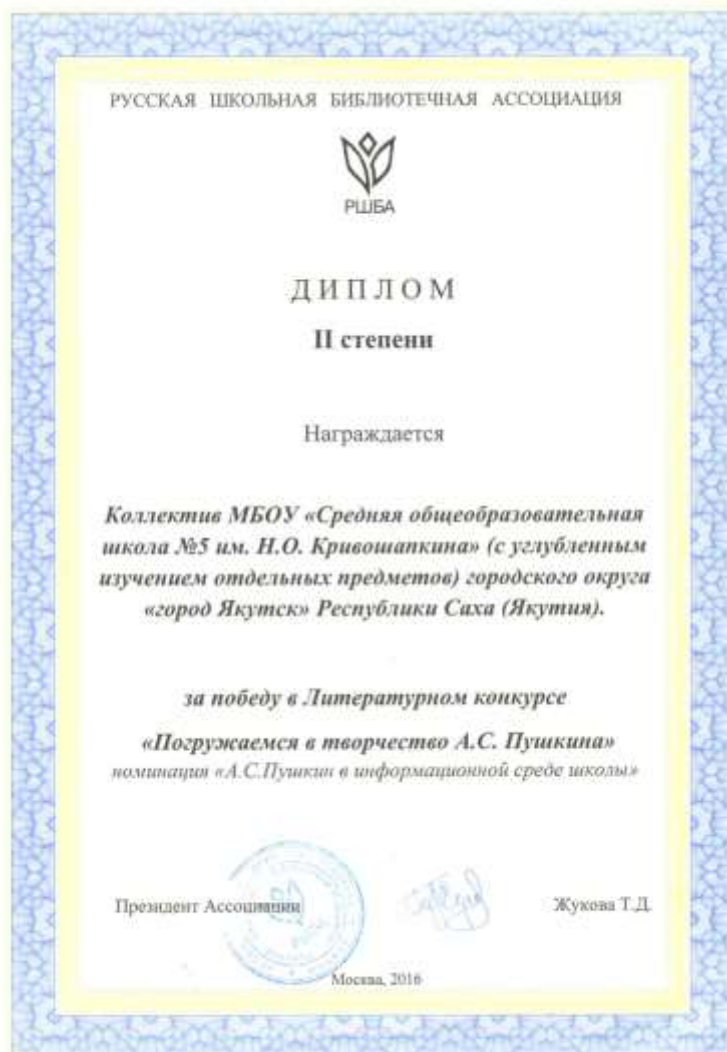 РУССКАЯ ШКОЛЬНАЯ БИБЛИОТЕЧНАЯ АССОЦИАЦИЯ
РШБА
ДИПЛОМ
II степени
Награждается
Коллектив МБОУ «Средняя общеобразовательная
школа №5 им. Н.О. Кривошапкина» (с углубленным
изучением отдельных предметов) городского округа
«город Якутск» Республики Саха (Якутия).
за победу в Литературном конкурсе
«Погружаемся в творчество А.С. Пушкина»
номинация «А.С.Пушкин в информационной среде школы»
Президент Ассоциации
Жукова Т.Д.
Москва, 2016